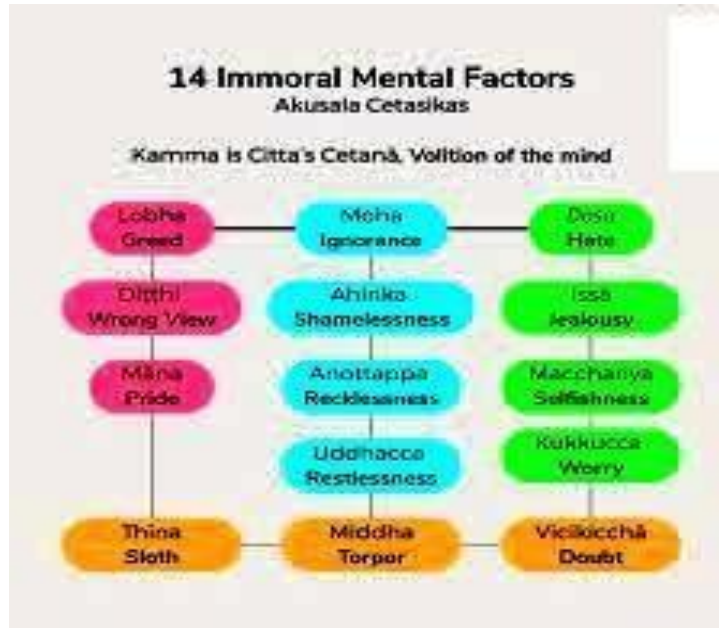 14 Immoral Mental Factors
Akusala Cetasikas
Kamma is Citta's Cetanā, Volition of the mind
Lobha
Greed
Moha
Ignorance
Dosa
Hate
Diṭṭhi
Wrong View
Ahirika
Shamelessness
Issā
Jealousy
Māna
Pride
Anottappa
Recklessness
Macchariya
Selfishness
Uddhacca
Restlessness
Kukkucca
Worry
Thīna
Sloth
Middha
Torpor
Vicikicchā
Doubt